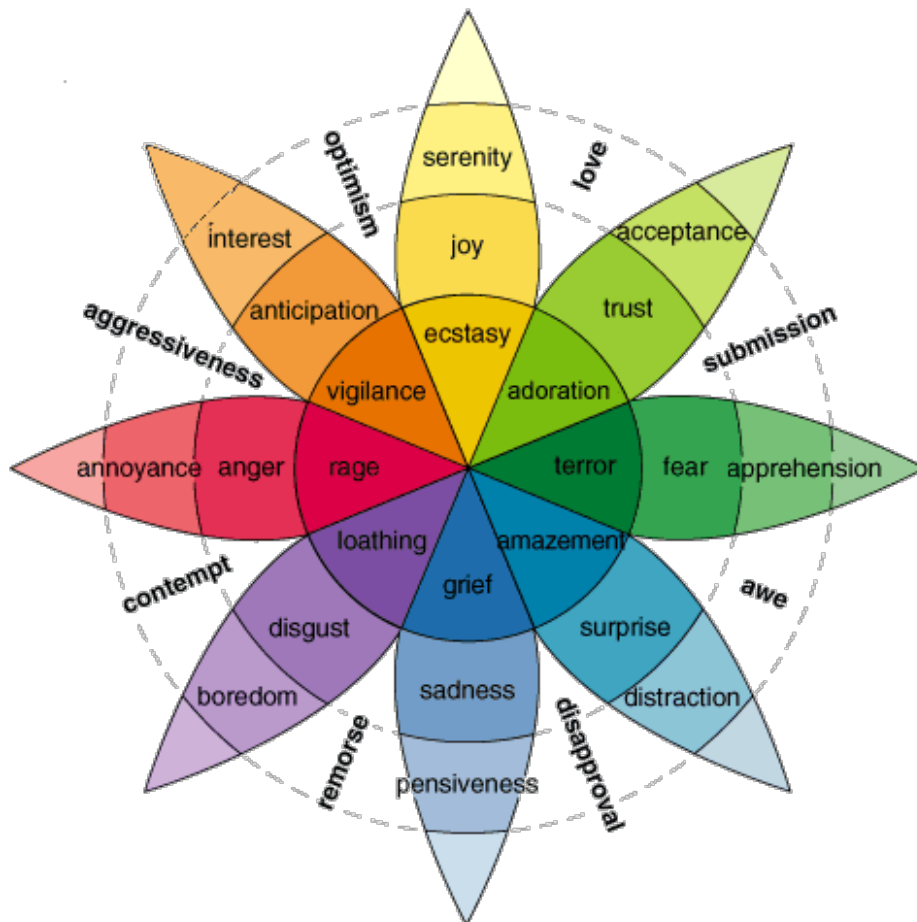 optimism
serenity
love
interest
acceptance
joy
anticipation
trust
aggressiveness
ecstasy
submission
vigilance
adoration
annoyance
anger
rage
terror
fear
apprehension
loathing
amazement
contempt
grief
awe
disgust
surprise
boredom
sadness
distraction
remorse
disapproval
pensiveness